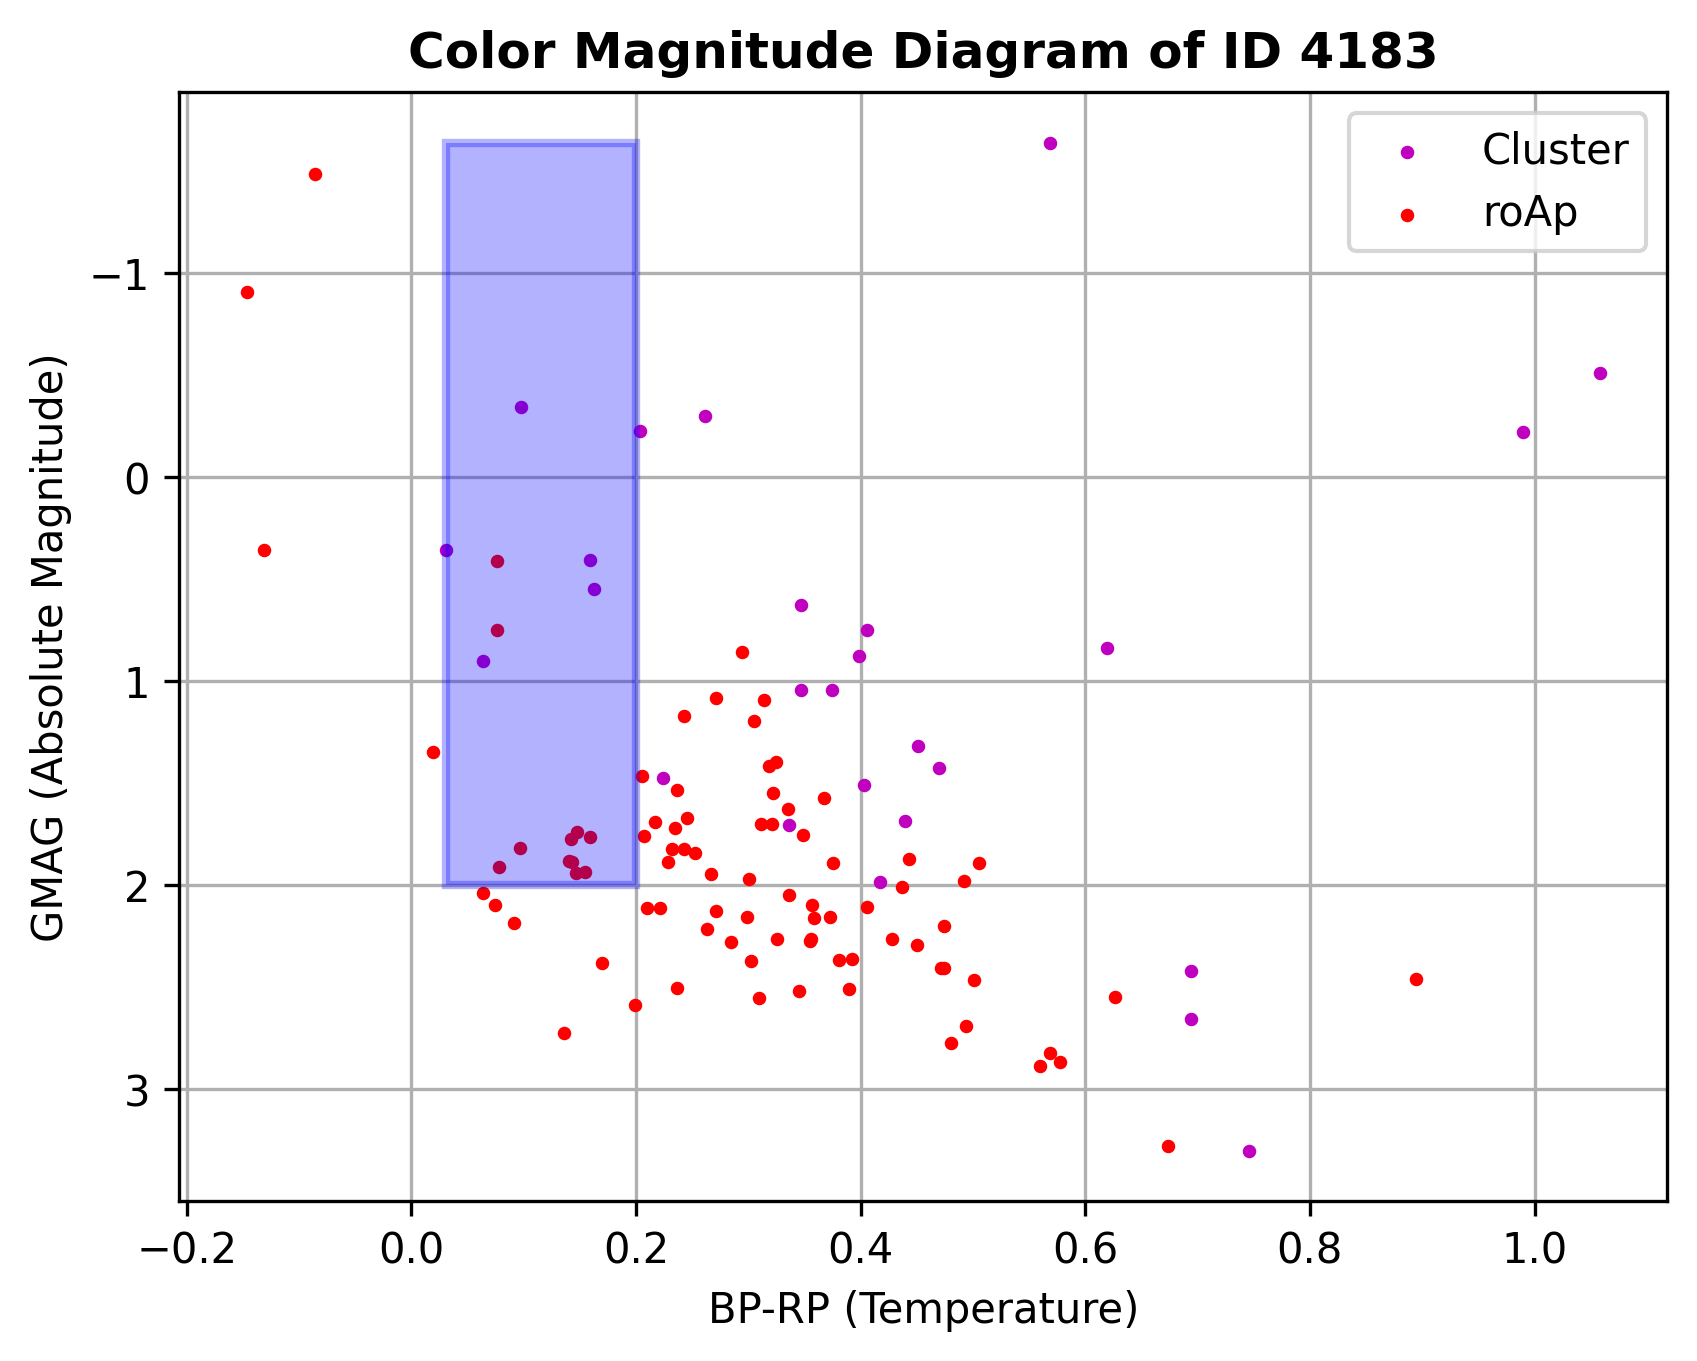 Color Magnitude Diagram of ID 4183
Cluster
roAp
GMAG (Absolute Magnitude)
−1
0
1
2
3
−0.2 0.0 0.2 0.4 0.6 0.8 1.0
BP-RP (Temperature)